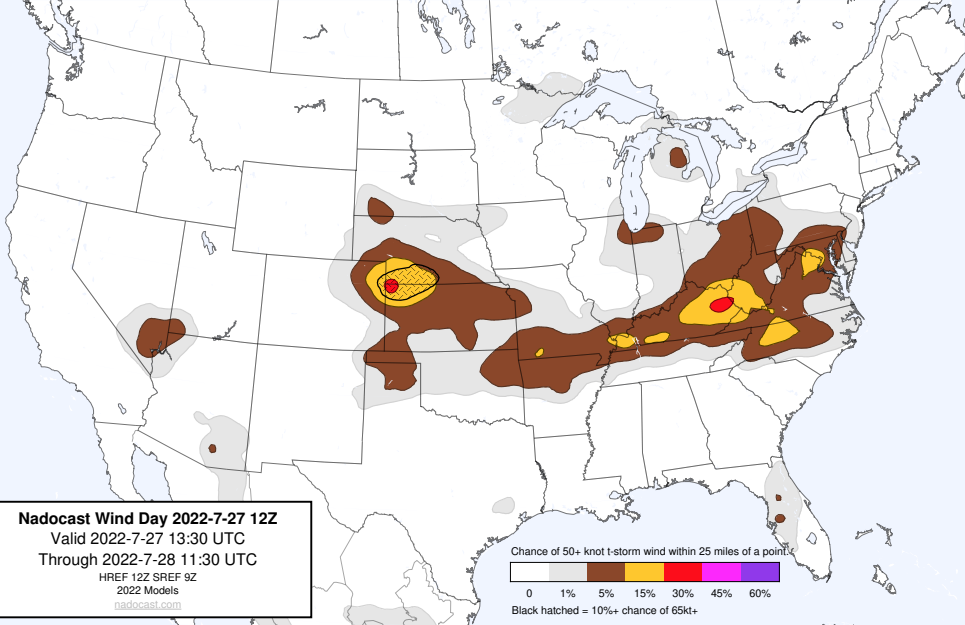 Nadocast Wind Day 2022-7-27 12Z
Valid 2022-7-27 13:30 UTC
Through 2022-7-28 11:30 UTC
HREF 12Z SREF 9Z
2022 Models
nadocast.com
Chance of 50+ knot t-storm wind within 25 miles of a point.
0 1% 5% 15% 30% 45% 60%
Black hatched = 10%+ chance of 65kt+